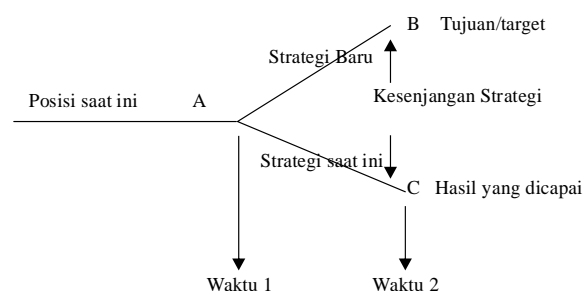 B Tujuan/target
Strategi Baru
Kesenjangan Strategi
Posisi saat ini A
Strategi saat ini
C Hasil yang dicapai
Waktu 1 Waktu 2